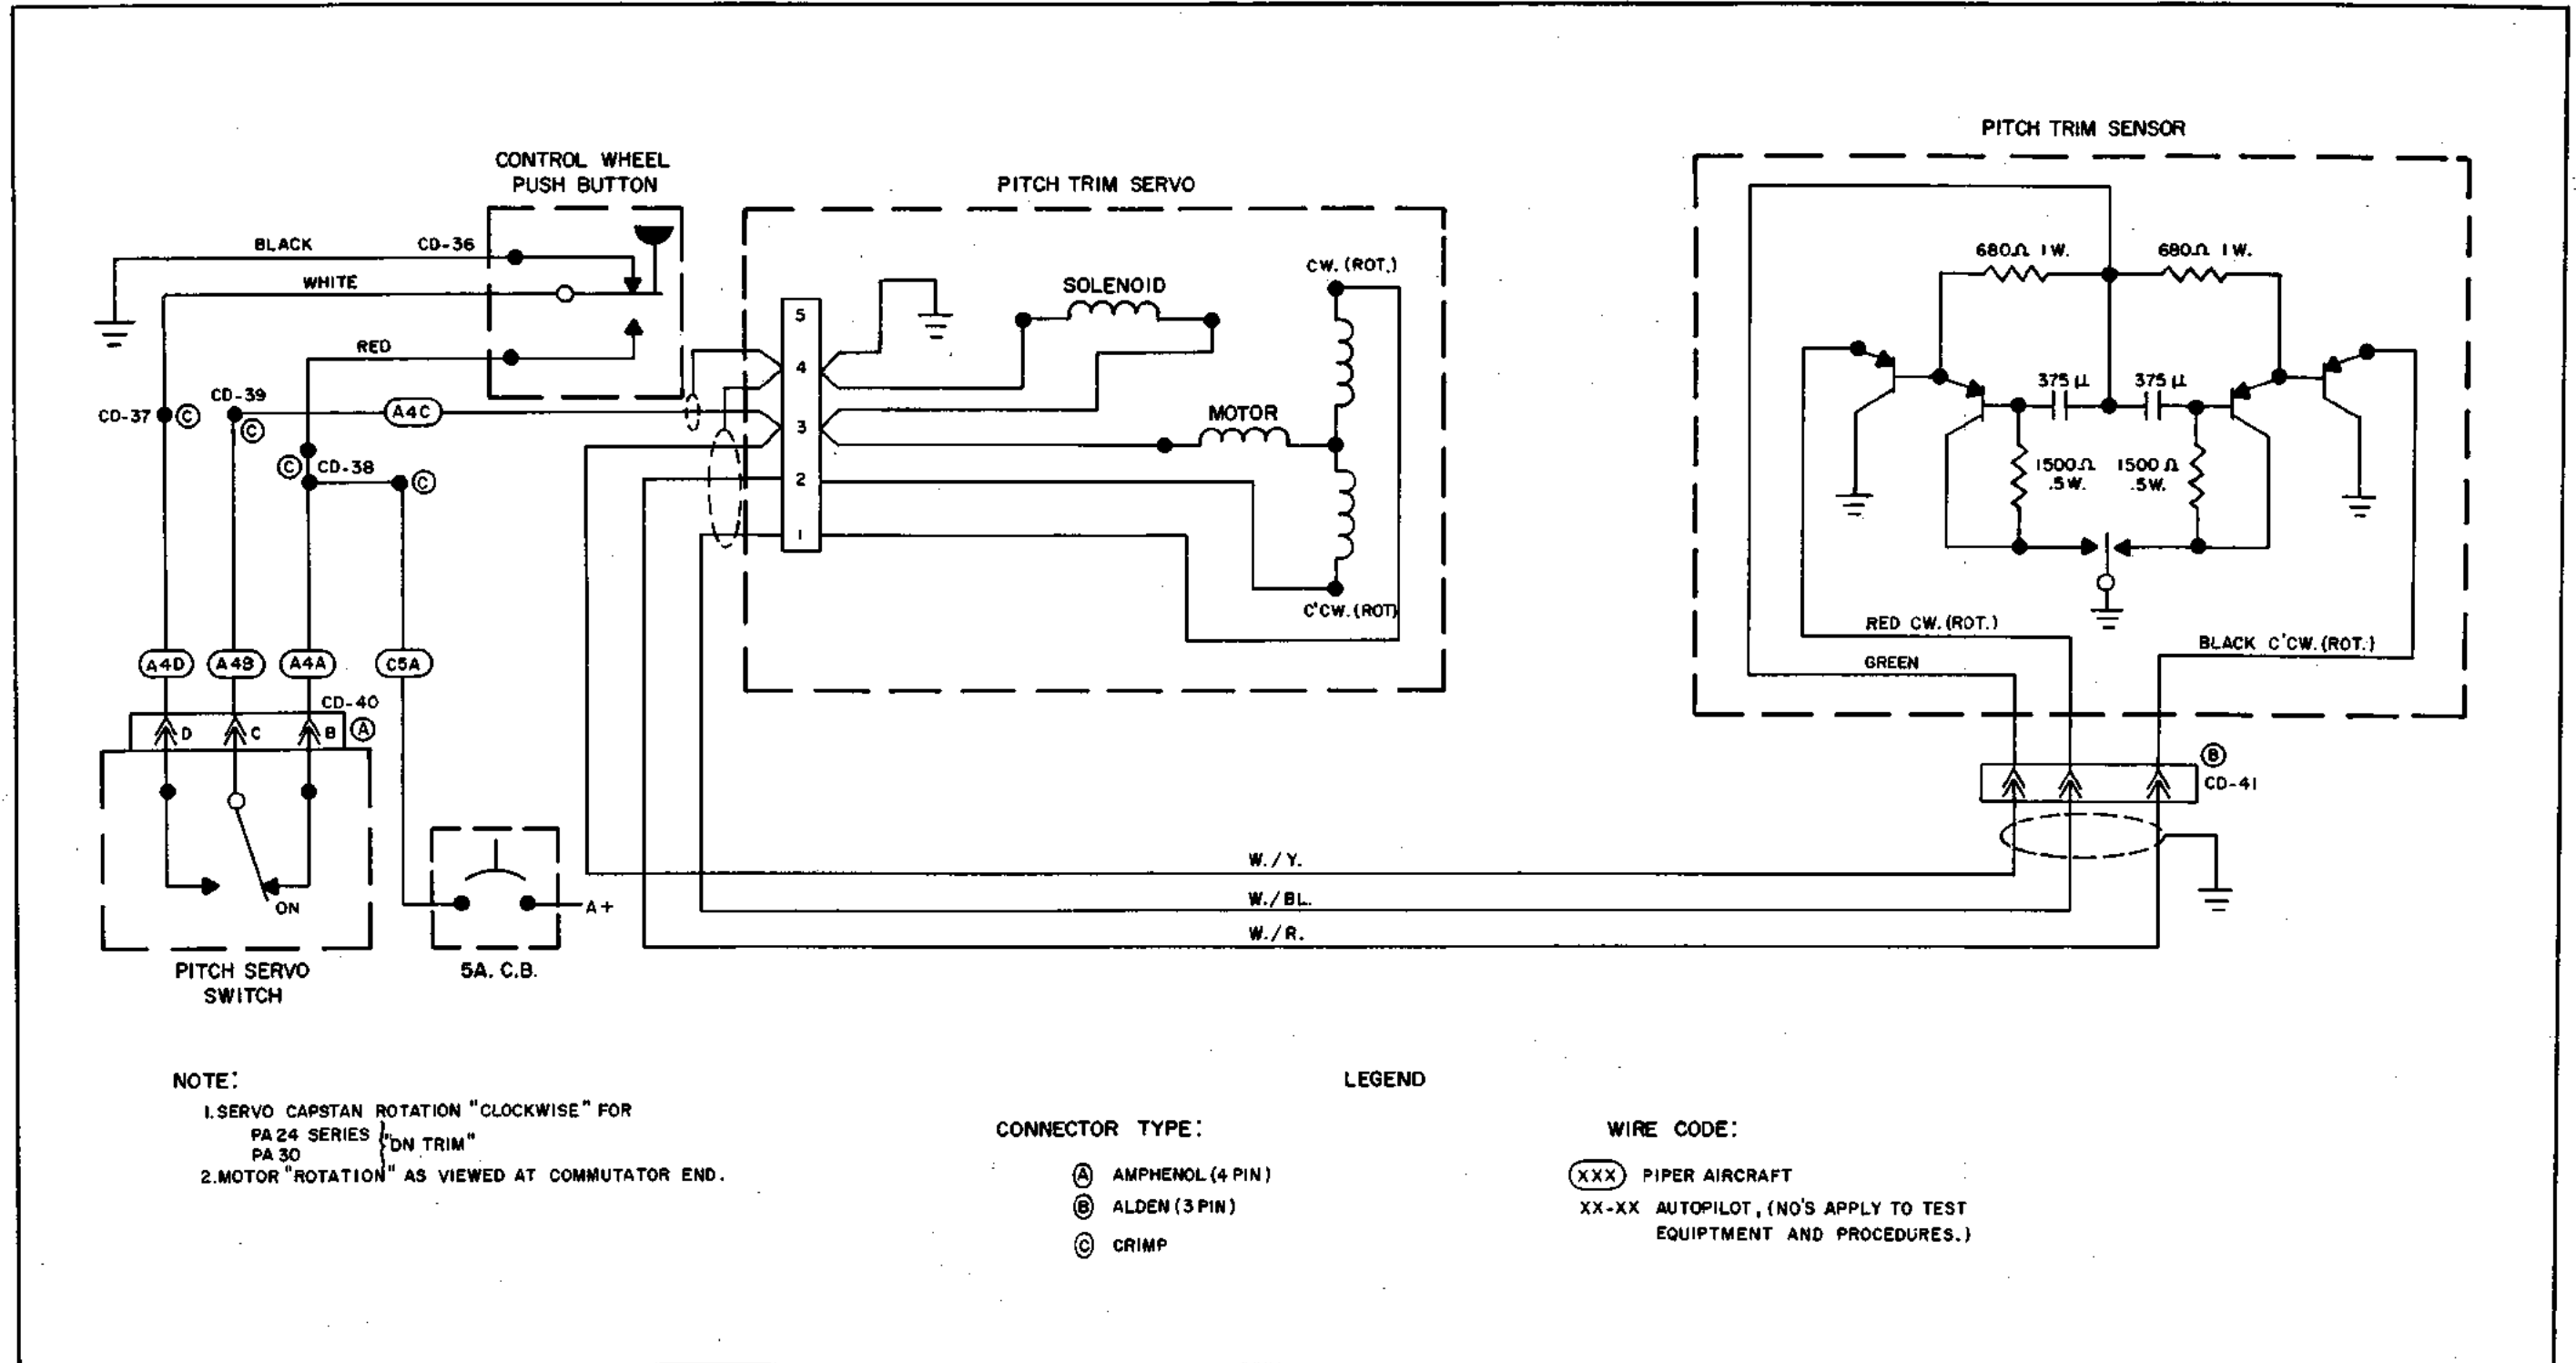 PITCH TRIM SENSOR
CONTROL WHEEL
PUSH BUTTON
PITCH TRIM SERVO
BLACK
CD-36
WHITE
RED
CD-37
C
CD-39
C
A4C
C
CD-38
C
5
4
3
2
1
SOLENOID
MOTOR
CW. (ROT.)
C'CW. (ROT)
680Ω 1W.
680Ω 1W.
375 µ
375 µ
1500Ω
.5W.
1500Ω
.5W.
RED CW. (ROT.)
GREEN
BLACK C'CW. (ROT.)
A4D
A4B
A4A
C5A
CD-40
A
D
C
B
ON
PITCH SERVO
SWITCH
5A. C.B.
A+
W./Y.
W./BL.
W./R.
B
CD-41
NOTE:
1. SERVO CAPSTAN ROTATION "CLOCKWISE" FOR
PA 24 SERIES
PA 30
"DN TRIM"
2. MOTOR "ROTATION" AS VIEWED AT COMMUTATOR END.
LEGEND
CONNECTOR TYPE:
A AMPHENOL (4 PIN)
B ALDEN (3 PIN)
C CRIMP
WIRE CODE:
XXX PIPER AIRCRAFT
XX-XX AUTOPILOT, (NO'S APPLY TO TEST
EQUIPTMENT AND PROCEDURES.)